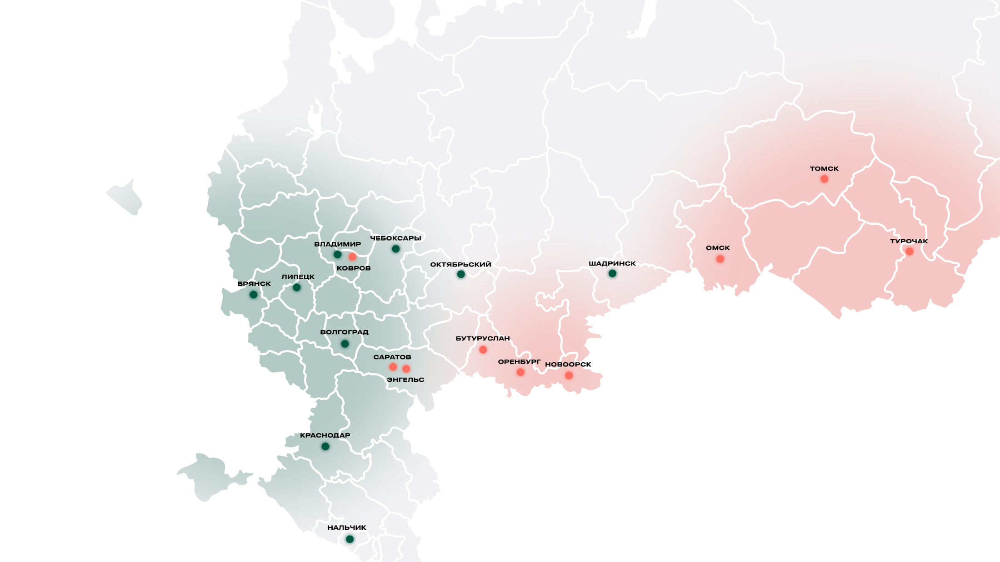 ТОМСК
ЧЕБОКСАРЫ
ТУРОЧАК
ВЛАДИМИР
ОМСК
ШАДРИНСК
ОКТЯБРЬСКИЙ
КОВРОВ
ЛИПЕЦК
БРЯНСК
ВОЛГОГРАД
БУТУРУСЛАН
САРАТОВ
ОРЕНБУРГ
НОВООРСК
ЭНГЕЛЬС
КРАСНОДАР
НАЛЬЧИК